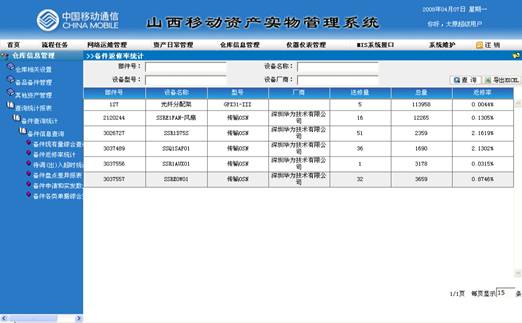 中国移动通信
CHINA MOBILE
山西移动资产实物管理系统
2008年04月07日 星期一
你好,大原超级用户
首页 流程任务 网络运维管理 资产日常管理 仓库信息管理 仪器仪表管理 MIS系统接口 系统维护 注 销
仓库信息管理
>>备件返修率统计
仓库相关设置
备品备件管理
其他资产管理
查询统计报表
备件查询统计
备件信息查询
备件现有量综合查
备件返修率统计
待调(出)入超时统
备件盘点差异报表
备件申请和实发数
备件各类单据综合
部件号: 设备名称:
设备型号: 设备厂商: 查 询 导出EXCEL
部件号 设备名称 型号 厂商 送修量 总量 返修率
12T 光纤分配架 GPX31-III 5 113958 0.0044%
2120244 SSRE1FAN-风扇 传输OSN 深圳华为技术有限公司 16 12265 0.1305%
302672T SSR1D75S 传输OSN 深圳华为技术有限公司 51 2359 2.1619%
3037489 SSQ1SAP01 传输OSN 深圳华为技术有限公司 36 1690 2.1302%
3037556 SSR1AUX01 传输OSN 深圳华为技术有限公司 1 3178 0.0315%
3037557 传输OSN 深圳华为技术有限公司 32 3659 0.8746%
1/1页 每页显示 15 条